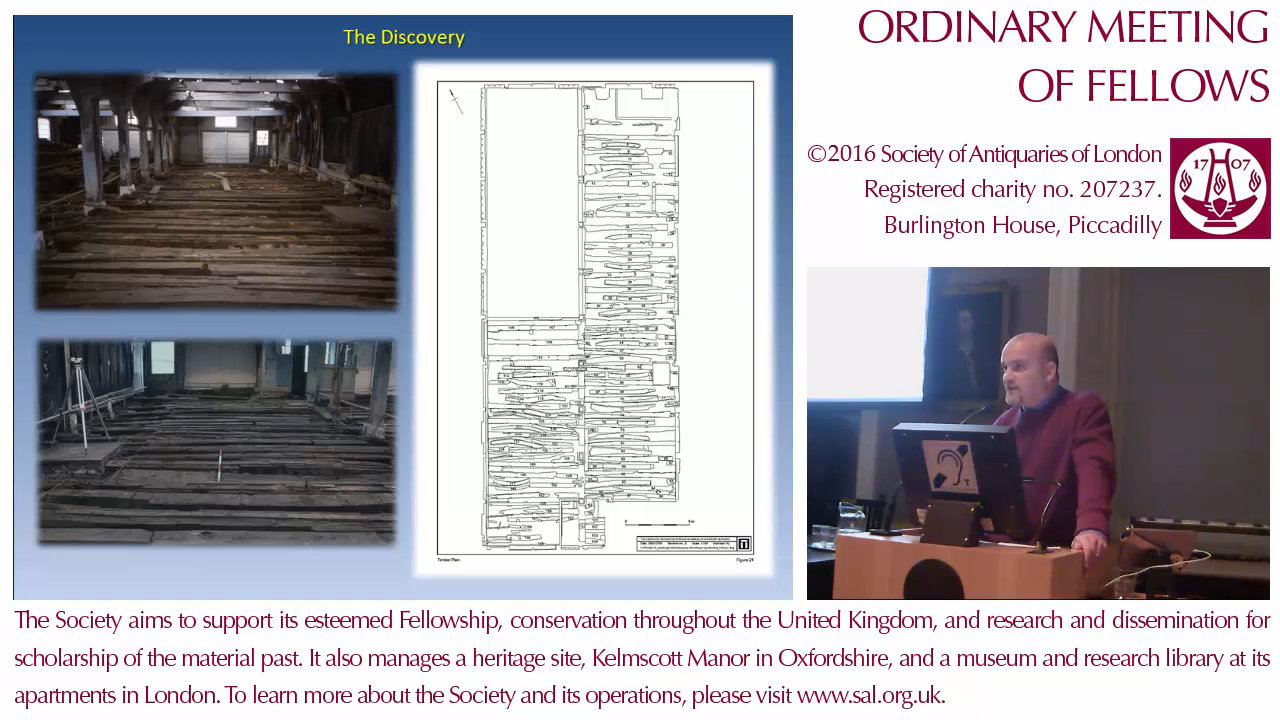 The Discovery
Timber Plan
Figure 21
ORDINARY MEETING
OF FELLOWS
©2016 Society of Antiquaries of London
Registered charity no. 207237.
Burlington House, Piccadilly
17 07
T
The Society aims to support its esteemed Fellowship, conservation throughout the United Kingdom, and research and dissemination for
scholarship of the material past. It also manages a heritage site, Kelmscott Manor in Oxfordshire, and a museum and research library at its
apartments in London. To learn more about the Society and its operations, please visit www.sal.org.uk.